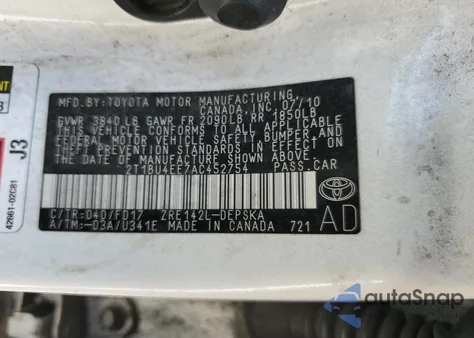 MFD.BY:TOYOTA MOTOR MANUFACTURING
CANADA,INC. 07/10
GVWR 3840LB GAWR FR 2090LB RR 1850LB
THIS VEHICLE CONFORMS TO ALL APPLICABLE
FEDERAL MOTOR VEHICLE SAFETY, BUMPER, AND
THEFT PREVENTION STANDARDS IN EFFECT ON
THE DATE OF MANUFACTURE SHOWN ABOVE.
2T1BU4EE7AC452754 PASS.CAR
C/TR:040/FD17 ZRE142L-DEPSKA
A/TM:-03A/U341E MADE IN CANADA 721
AD
J3
42661-02C81
autoSnap